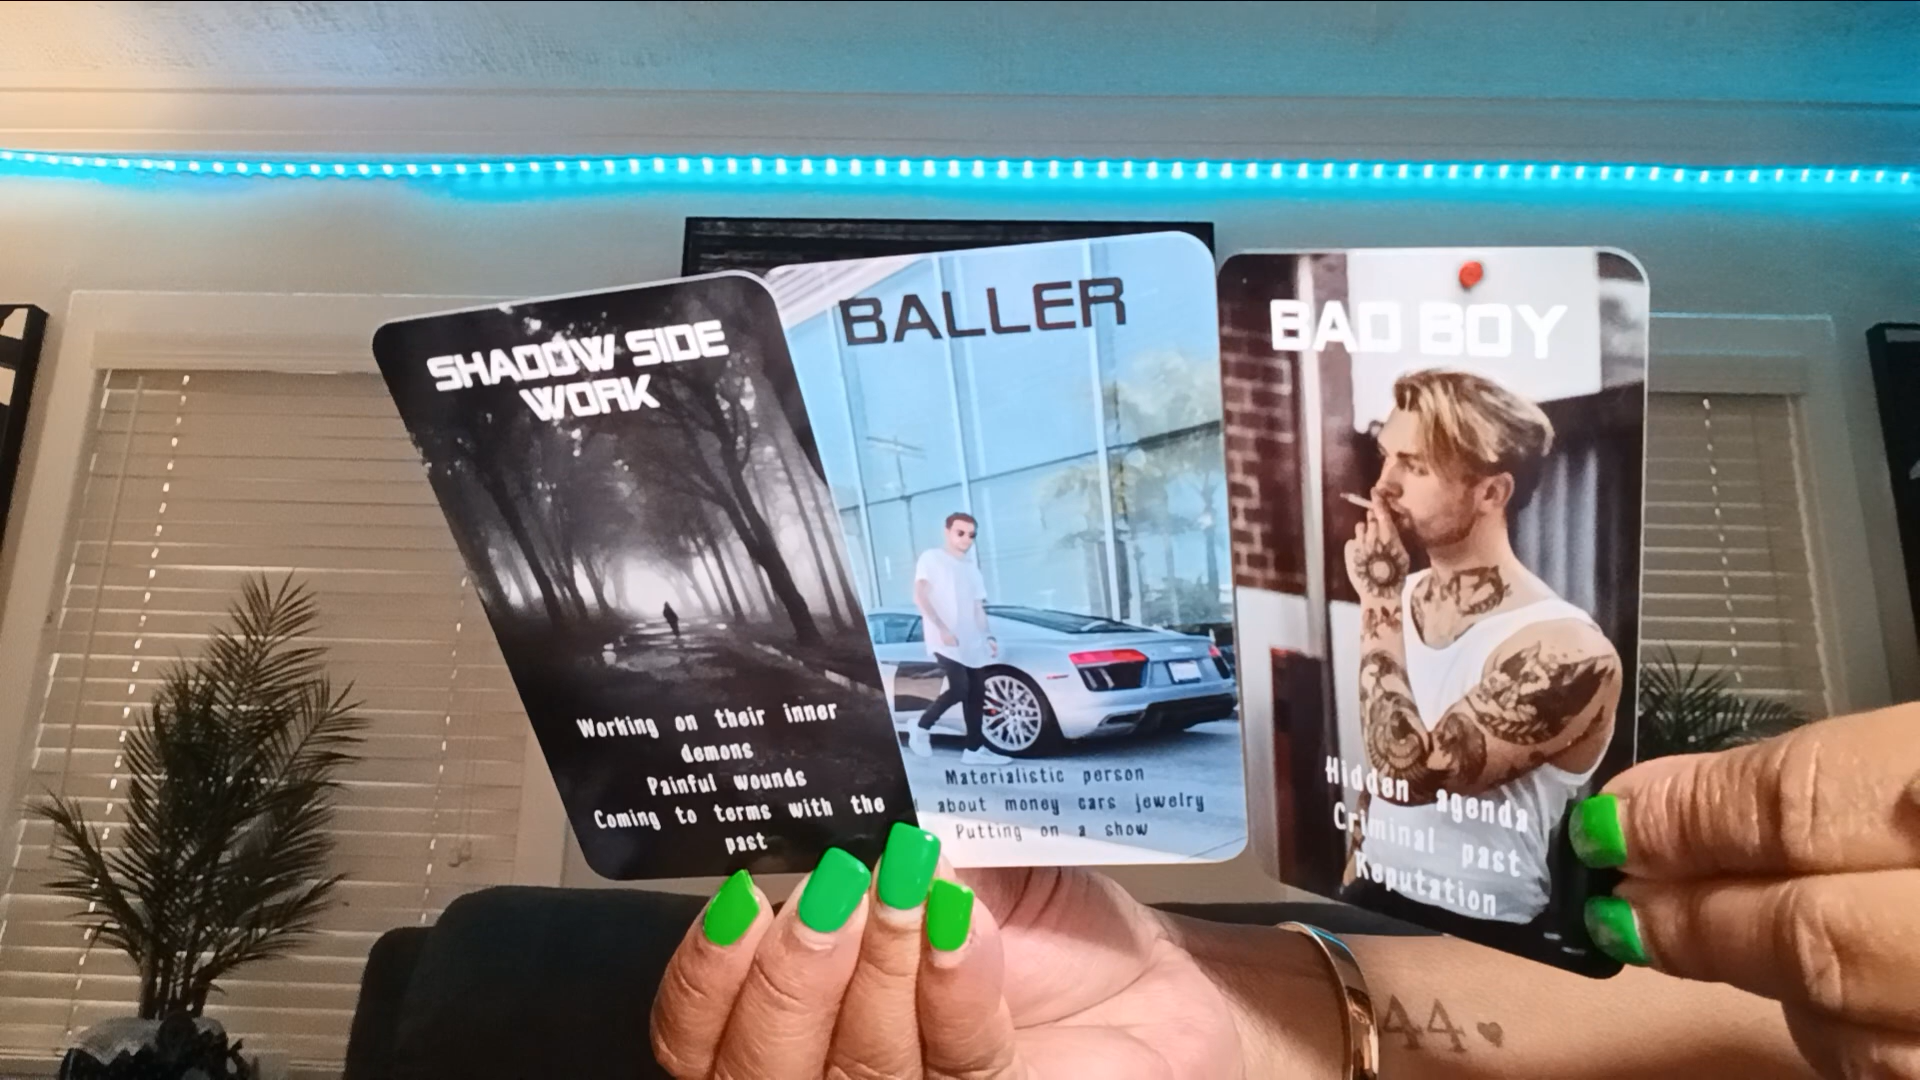 SHADOW SIDE
WORK
Working on their inner
demons
Painful wounds
Coming to terms with the
past
BALLER
Materialistic person
about money cars jewelry
Putting on a show
BAD BOY
Hidden agenda
Criminal past
Reputation
44